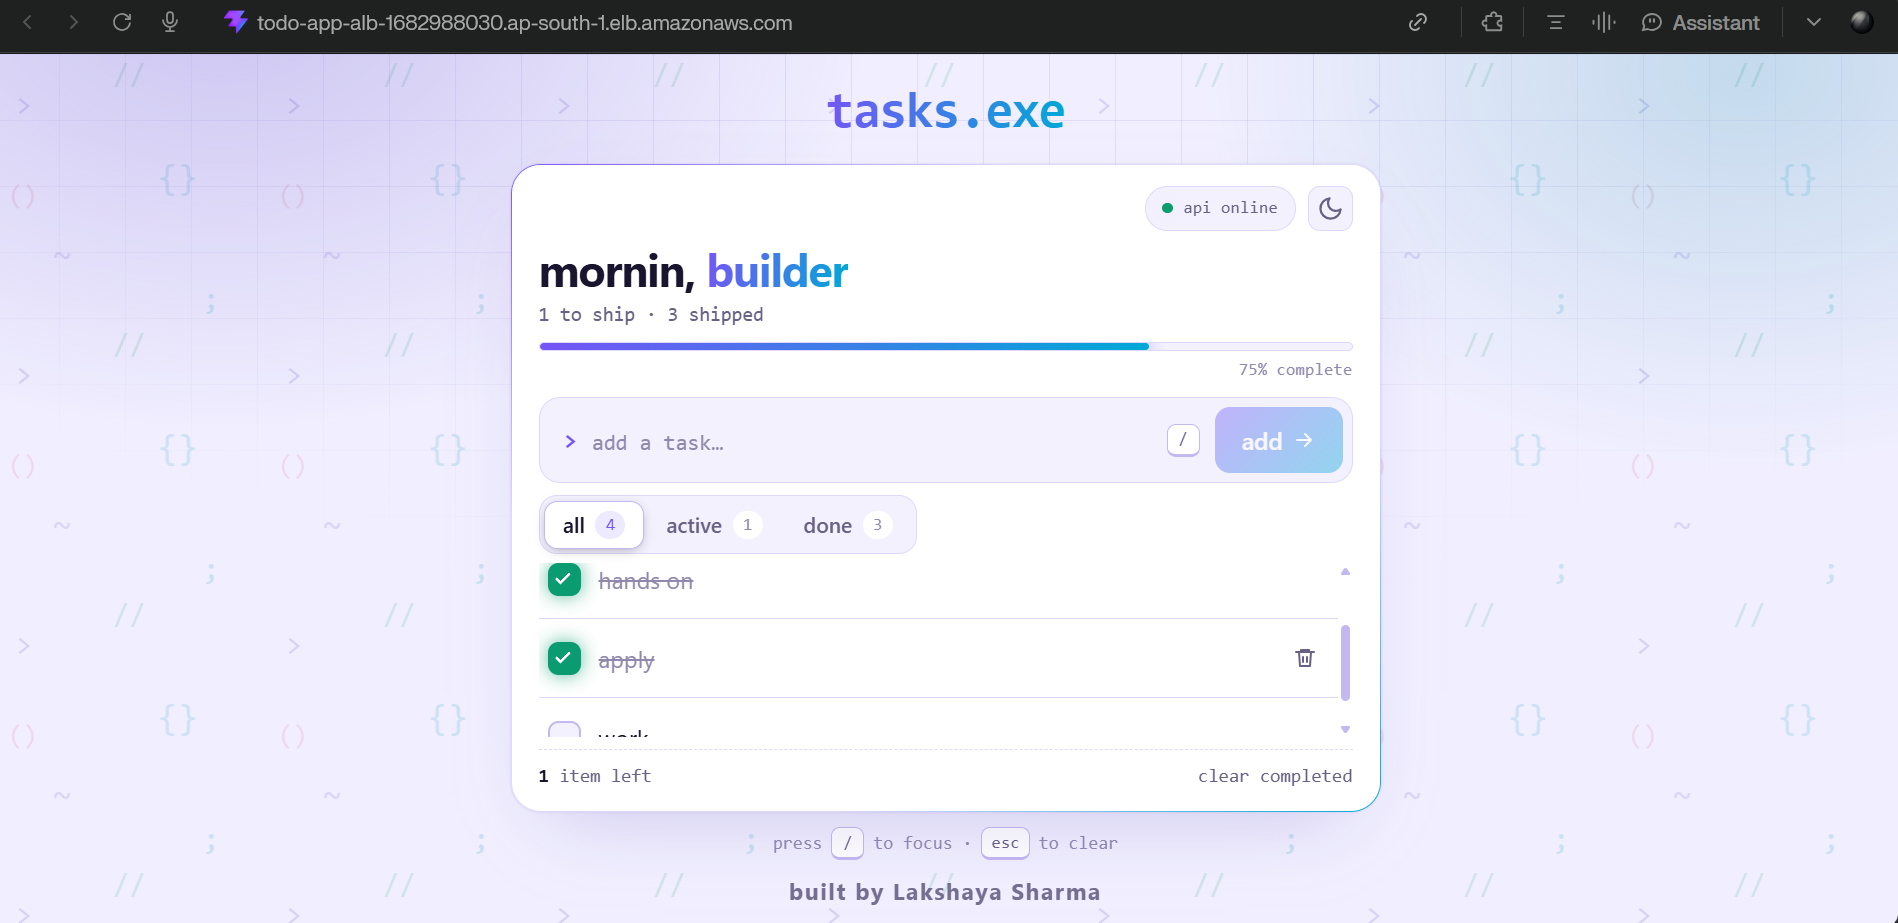 todo-app-alb-1682988030.ap-south-1.elb.amazonaws.com
Assistant
tasks.exe
api online
mornin, builder
1 to ship · 3 shipped
75% complete
> add a task…
/
add →
all 4 active 1 done 3
hands on
apply
work
1 item left
clear completed
press / to focus · esc to clear
built by Lakshaya Sharma